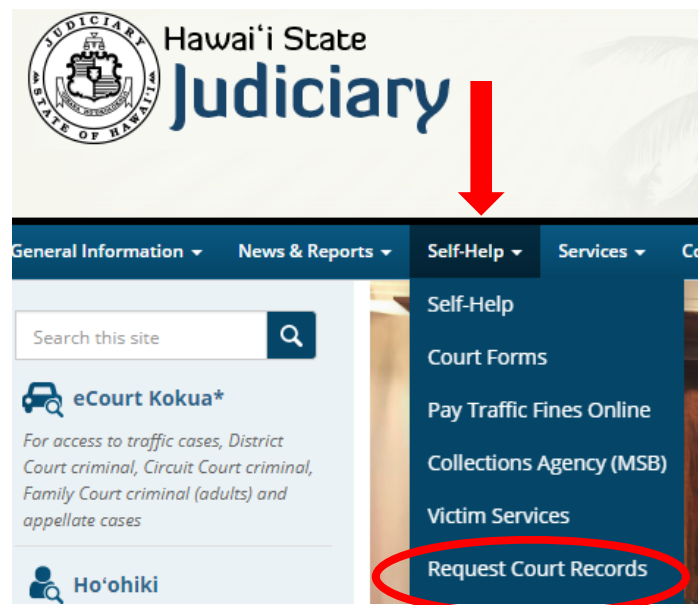 JUDICIARY
STATE OF HAWAI'I
Hawaiʻi State
Judiciary
General Information
News & Reports
Self-Help
Services
Search this site
eCourt Kokua*
For access to traffic cases, District
Court criminal, Circuit Court criminal,
Family Court criminal (adults) and
appellate cases
Hoʻohiki
Self-Help
Court Forms
Pay Traffic Fines Online
Collections Agency (MSB)
Victim Services
Request Court Records